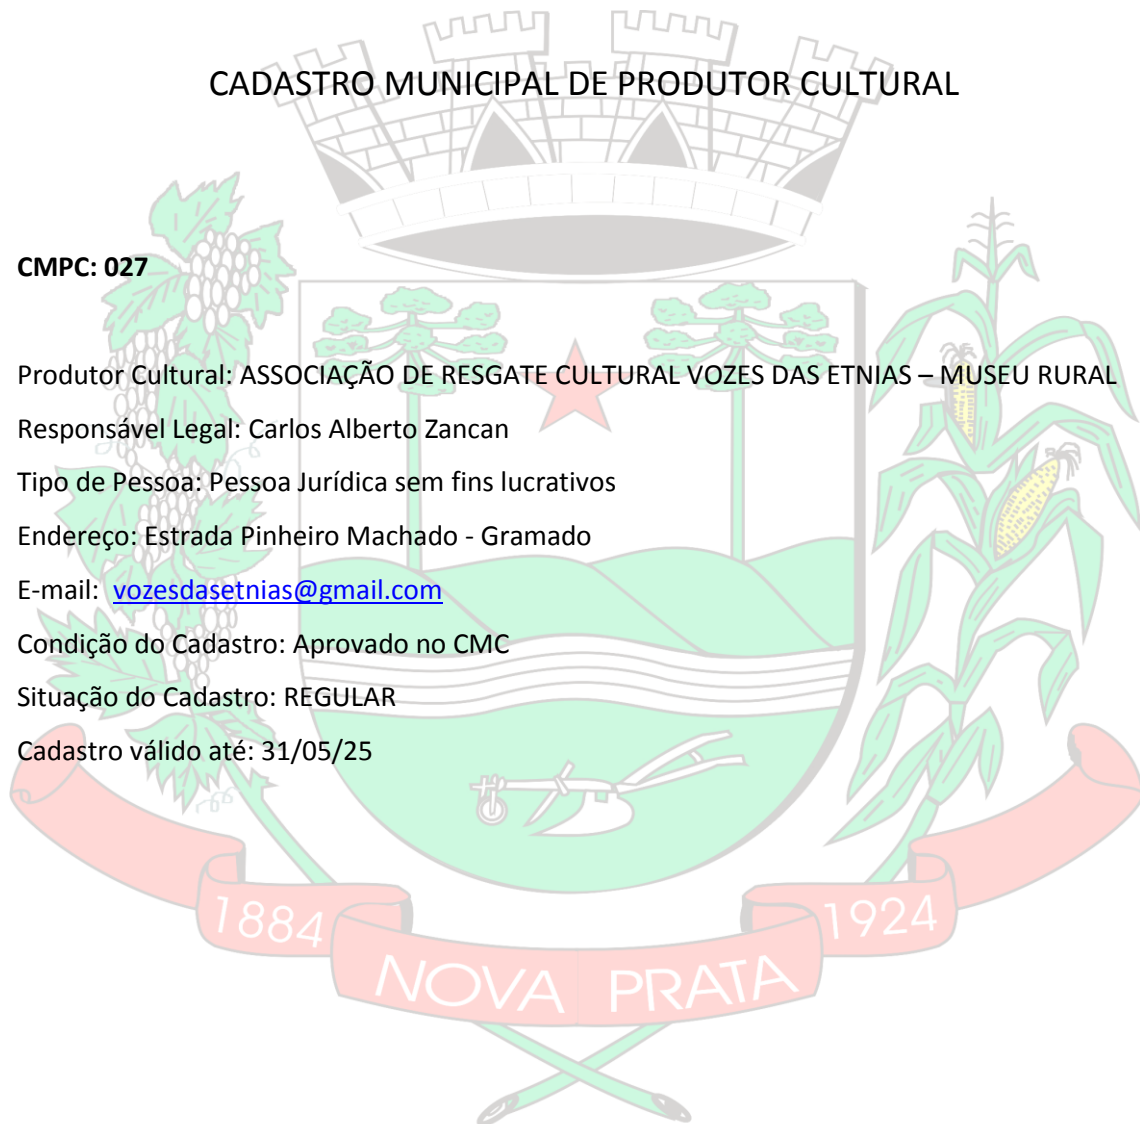 CADASTRO MUNICIPAL DE PRODUTOR CULTURAL
CMPC: 027
Produtor Cultural: ASSOCIAÇÃO DE RESGATE CULTURAL VOZES DAS ETNIAS – MUSEU RURAL
Responsável Legal: Carlos Alberto Zancan
Tipo de Pessoa: Pessoa Jurídica sem fins lucrativos
Endereço: Estrada Pinheiro Machado - Gramado
E-mail: vozesdasetnias@gmail.com
Condição do Cadastro: Aprovado no CMC
Situação do Cadastro: REGULAR
Cadastro válido até: 31/05/25
1884
1924
NOVA PRATA